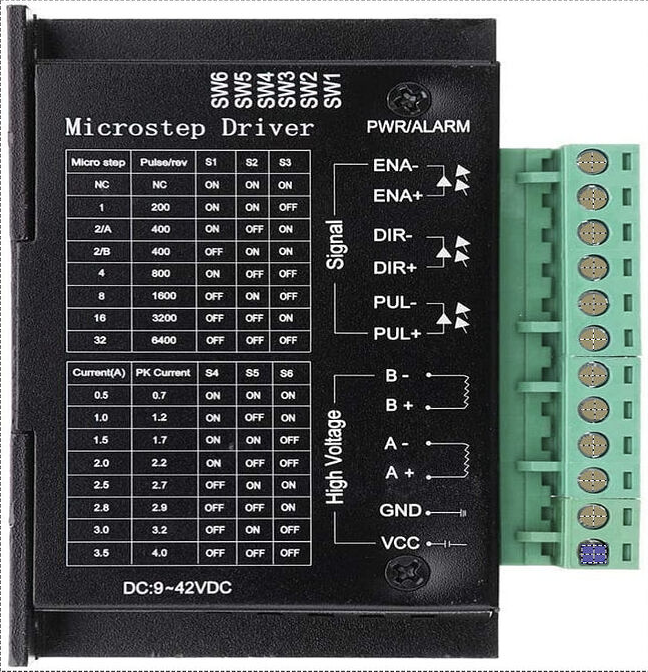 SW6 SW5 SW4 SW3 SW2 SW1
Microstep Driver
PWR/ALARM
Micro step Pulse/rev S1 S2 S3
NC NC ON ON ON
1 200 ON ON OFF
2/A 400 ON OFF ON
2/B 400 OFF ON ON
4 800 ON OFF OFF
8 1600 OFF ON OFF
16 3200 OFF OFF ON
32 6400 OFF OFF OFF
Current(A) PK Current S4 S5 S6
0.5 0.7 ON ON ON
1.0 1.2 ON OFF ON
1.5 1.7 ON ON OFF
2.0 2.2 ON OFF OFF
2.5 2.7 OFF ON ON
2.8 2.9 OFF OFF ON
3.0 3.2 OFF ON OFF
3.5 4.0 OFF OFF OFF
DC:9~42VDC
Signal
ENA-
ENA+
DIR-
DIR+
PUL-
PUL+
High Voltage
B -
B +
A -
A +
GND
VCC